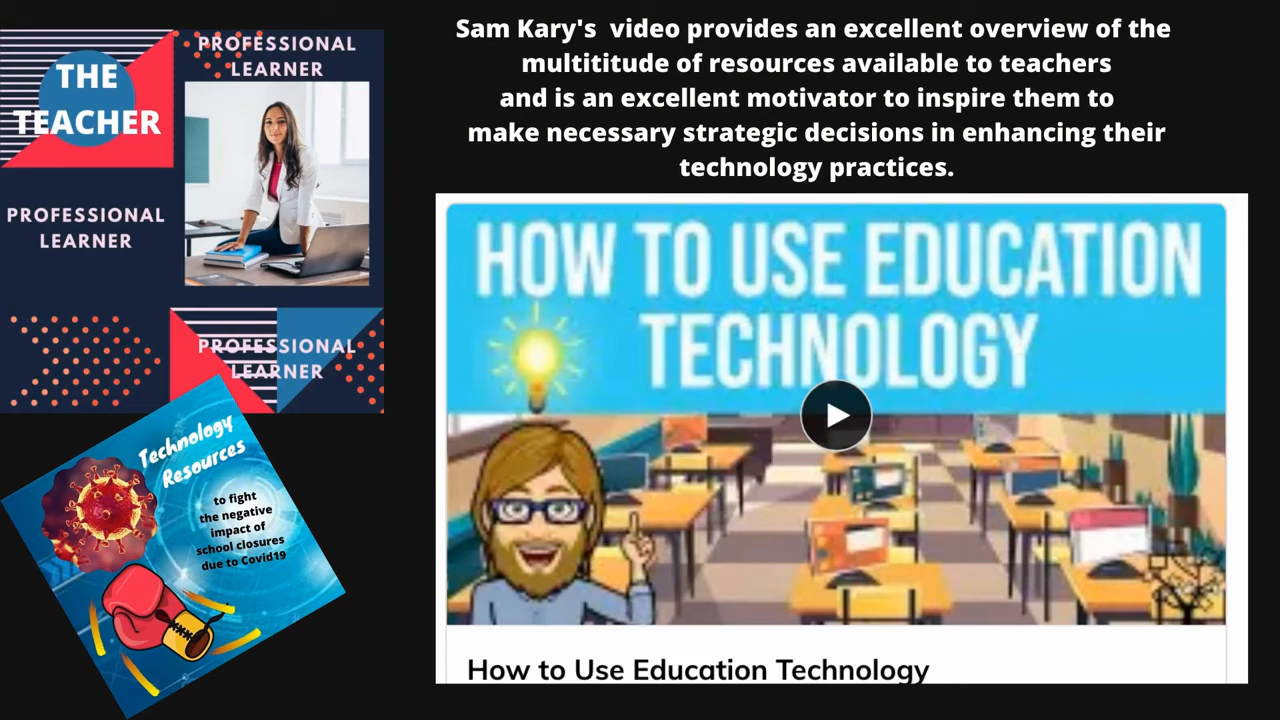 THE
TEACHER
PROFESSIONAL
LEARNER
PROFESSIONAL
LEARNER
PROFESSIONAL
LEARNER
Technology
Resources
to fight
the negative
impact of
school closures
due to Covid19
Sam Kary's video provides an excellent overview of the
multititude of resources available to teachers
and is an excellent motivator to inspire them to
make necessary strategic decisions in enhancing their
technology practices.
HOW TO USE EDUCATION
TECHNOLOGY
How to Use Education Technology